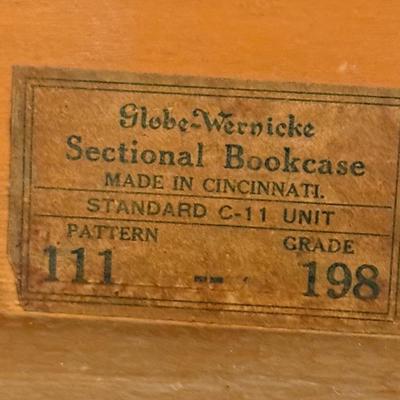 Globe-Wernicke
Sectional Bookcase
MADE IN CINCINNATI.
STANDARD C-11 UNIT
PATTERN GRADE
111 198